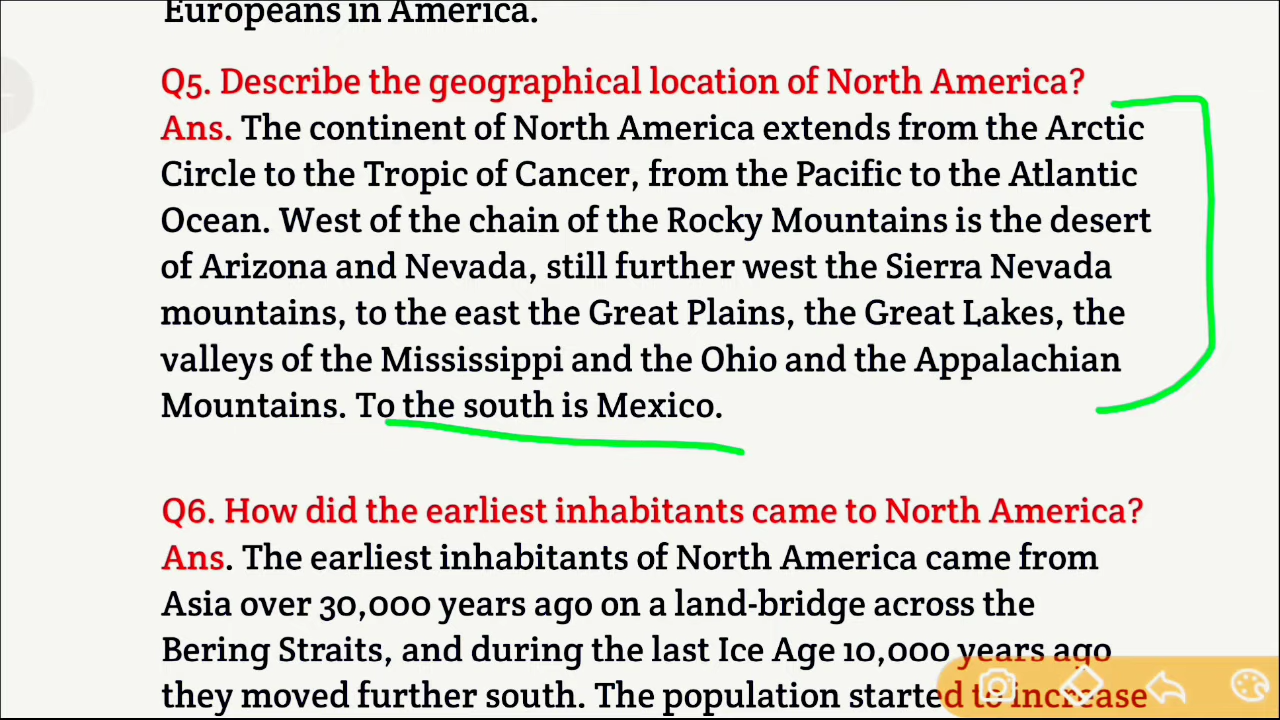 Europeans in America.
Q5. Describe the geographical location of North America?
Ans. The continent of North America extends from the Arctic
Circle to the Tropic of Cancer, from the Pacific to the Atlantic
Ocean. West of the chain of the Rocky Mountains is the desert
of Arizona and Nevada, still further west the Sierra Nevada
mountains, to the east the Great Plains, the Great Lakes, the
valleys of the Mississippi and the Ohio and the Appalachian
Mountains. To the south is Mexico.
Q6. How did the earliest inhabitants came to North America?
Ans. The earliest inhabitants of North America came from
Asia over 30,000 years ago on a land-bridge across the
Bering Straits, and during the last Ice Age 10,000 years ago
they moved further south. The population started to increase